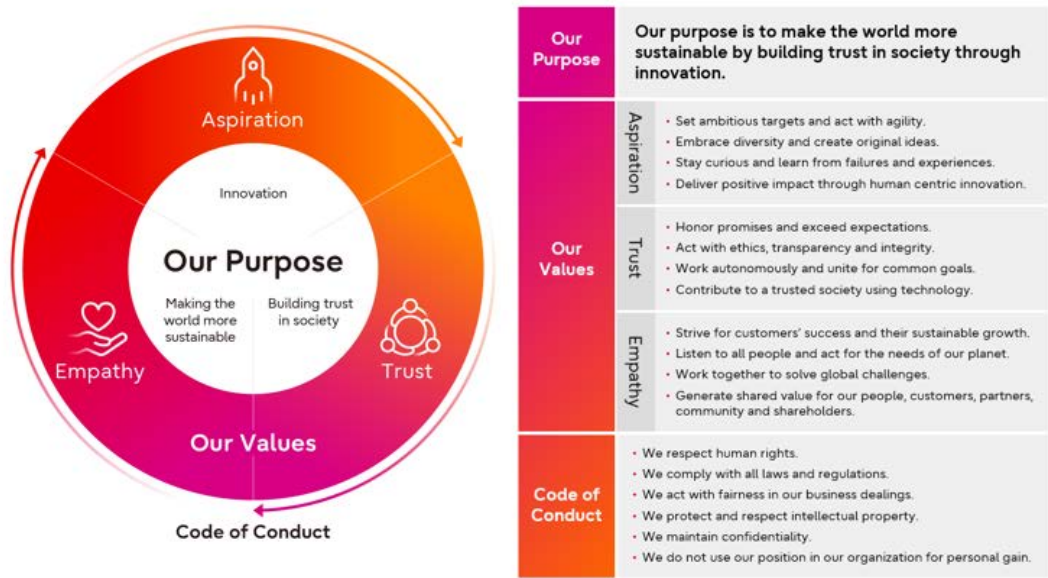 Aspiration
Innovation
Our Purpose
Making the
world more
sustainable
Building trust
in society
Empathy
Trust
Our Values
Code of Conduct
Our
Purpose
Our purpose is to make the world more
sustainable by building trust in society through
innovation.
Our
Values
Aspiration
• Set ambitious targets and act with agility.
• Embrace diversity and create original ideas.
• Stay curious and learn from failures and experiences.
• Deliver positive impact through human centric innovation.
Trust
• Honor promises and exceed expectations.
• Act with ethics, transparency and integrity.
• Work autonomously and unite for common goals.
• Contribute to a trusted society using technology.
Empathy
• Strive for customers' success and their sustainable growth.
• Listen to all people and act for the needs of our planet.
• Work together to solve global challenges.
• Generate shared value for our people, customers, partners,
community and shareholders.
Code of
Conduct
• We respect human rights.
• We comply with all laws and regulations.
• We act with fairness in our business dealings.
• We protect and respect intellectual property.
• We maintain confidentiality.
• We do not use our position in our organization for personal gain.